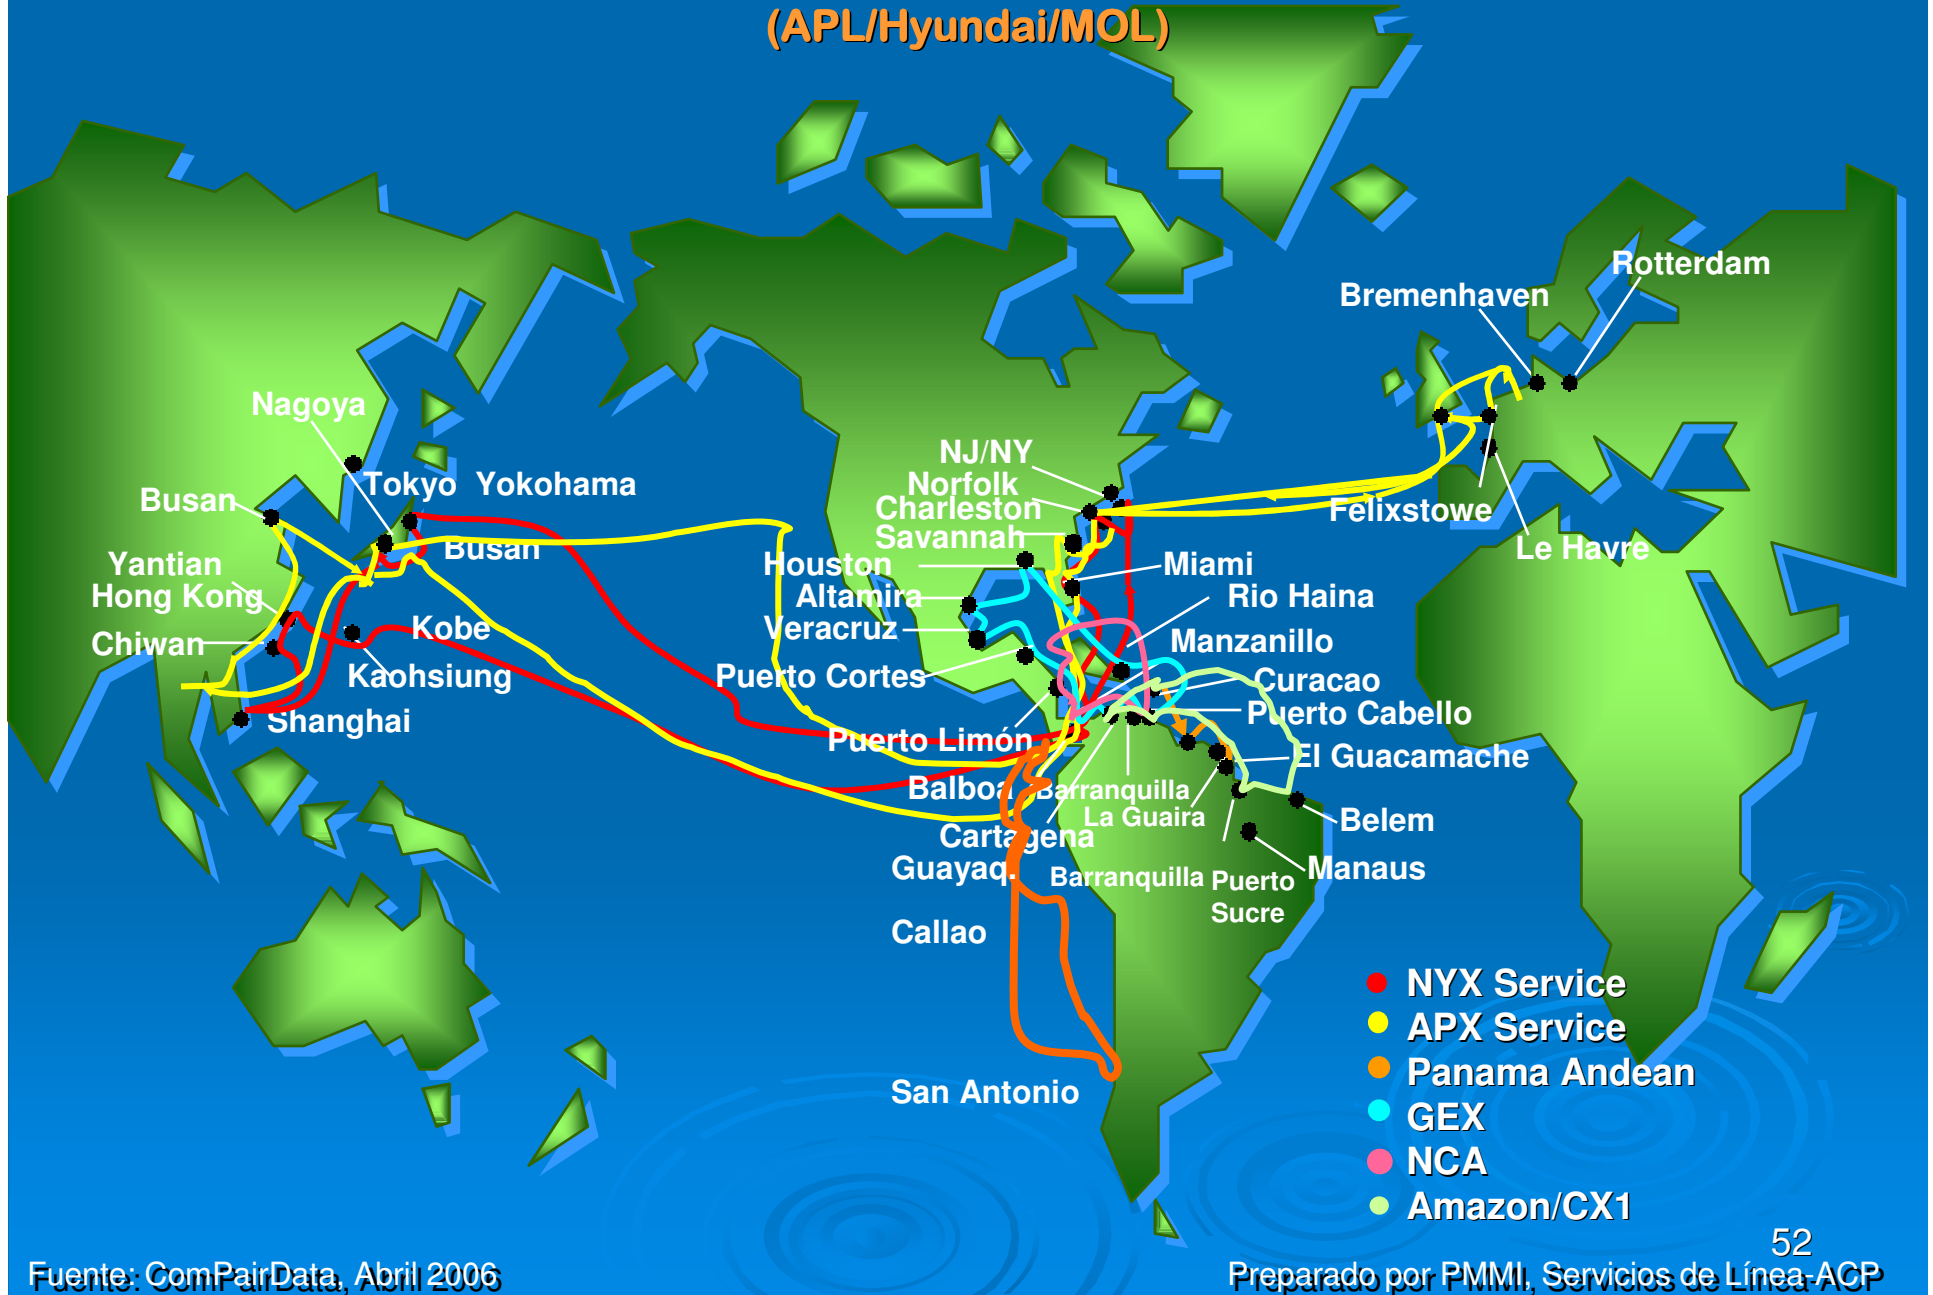 (APL/Hyundai/MOL)
Rotterdam
Bremenhaven
Nagoya
NJ/NY
Tokyo Yokohama
Norfolk
Busan
Charleston
Felixstowe
Savannah
Busan
Le Havre
Yantian
Houston
Miami
Hong Kong
Altamira
Rio Haina
Chiwan
Kobe
Veracruz
Manzanillo
Kaohsiung
Puerto Cortes
Curacao
Shanghai
Puerto Cabello
Puerto Limón
El Guacamache
Balboa
Barranquilla
La Guaira
Belem
Cartagena
Guayaq.
Barranquilla
Puerto
Sucre
Manaus
Callao
San Antonio
NYX Service
APX Service
Panama Andean
GEX
NCA
Amazon/CX1
52
Fuente: ComPairData, Abril 2006
Preparado por PMMI, Servicios de Línea-ACP